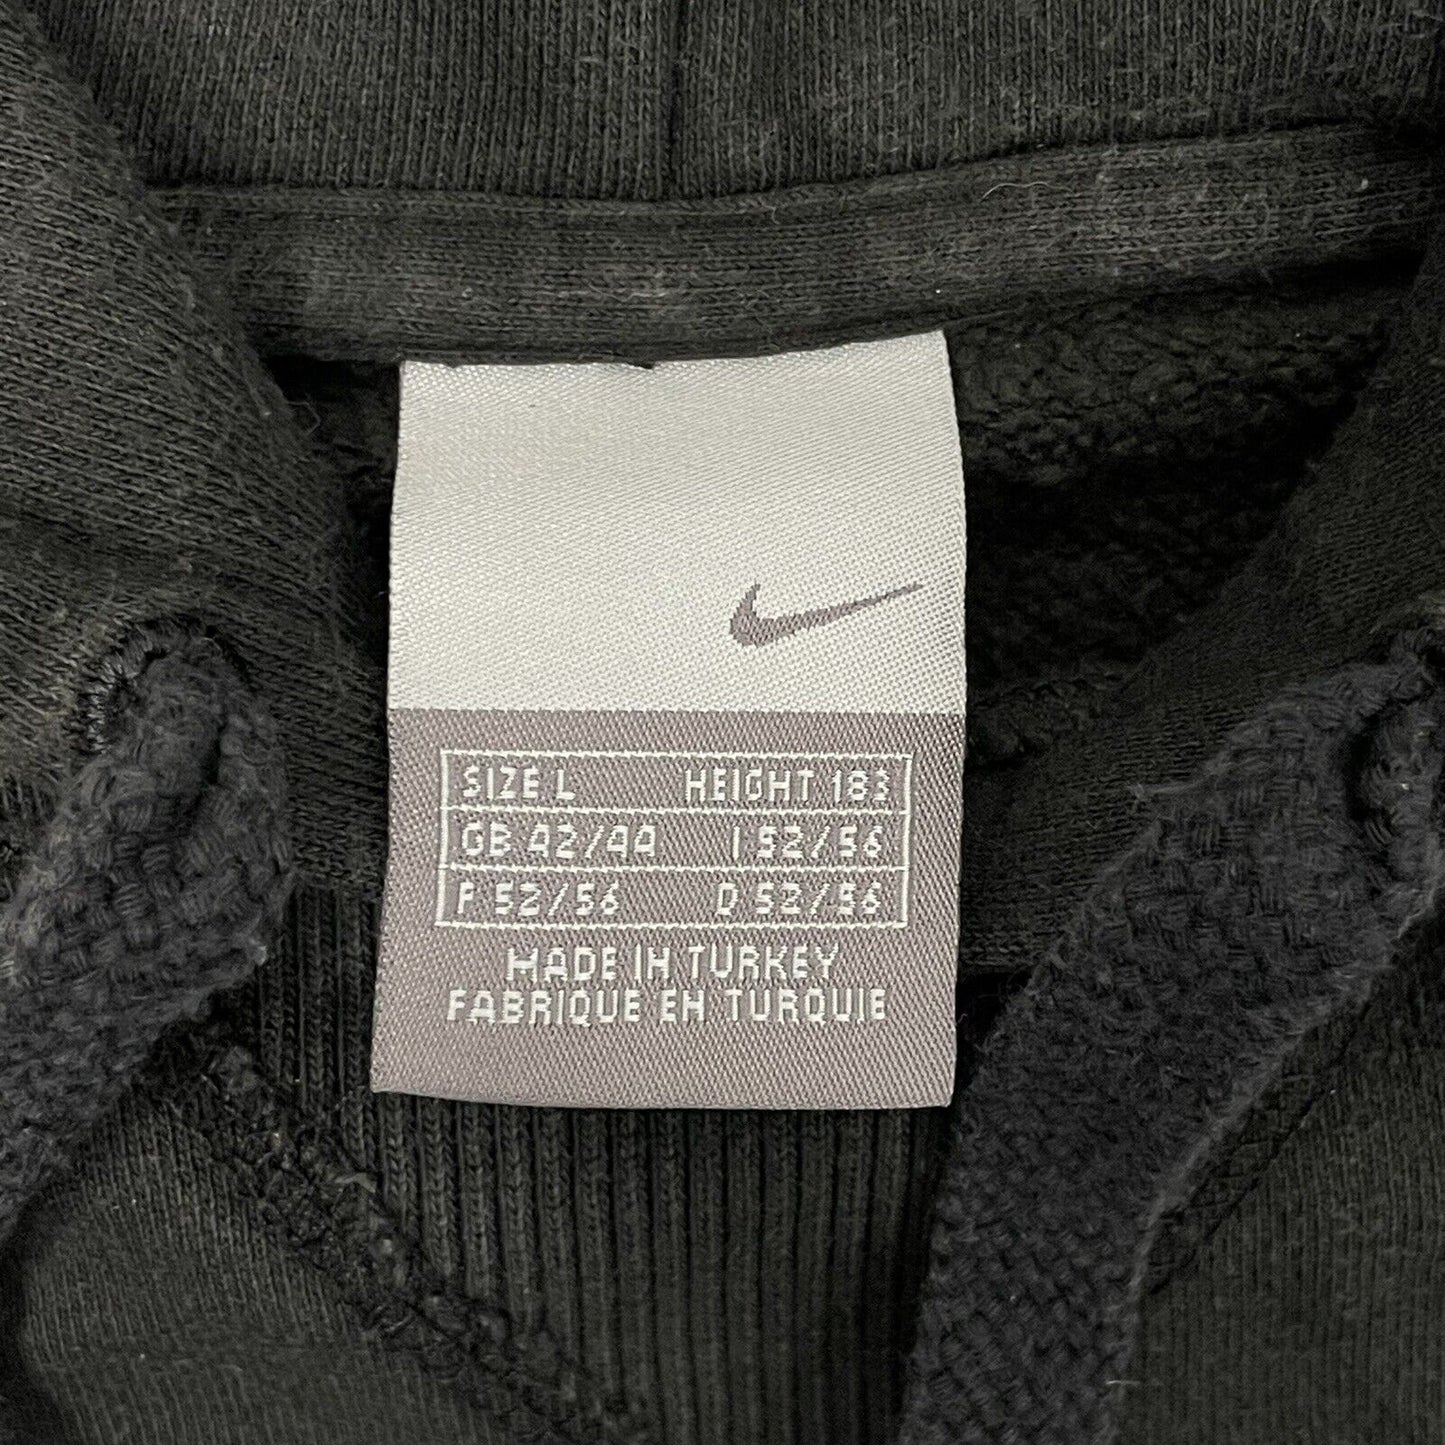 SIZE L HEIGHT 183
GB 42/44 I 52/56
F 52/56 D 52/56
MADE IN TURKEY
FABRIQUE EN TURQUIE